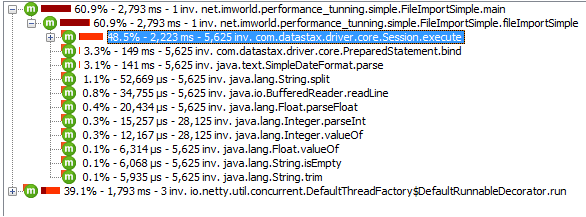 60.9% - 2,793 ms - 1 inv. net.imworld.performance_tunning.simple.FileImportSimple.main
60.9% - 2,793 ms - 1 inv. net.imworld.performance_tunning.simple.FileImportSimple.fileImportSimple
48.5% - 2,223 ms - 5,625 inv. com.datastax.driver.core.Session.execute
3.3% - 149 ms - 5,625 inv. com.datastax.driver.core.PreparedStatement.bind
3.1% - 141 ms - 5,625 inv. java.text.SimpleDateFormat.parse
1.1% - 52,669 µs - 5,625 inv. java.lang.String.split
0.8% - 34,755 µs - 5,625 inv. java.io.BufferedReader.readLine
0.4% - 20,434 µs - 5,625 inv. java.lang.Float.parseFloat
0.3% - 15,257 µs - 28,125 inv. java.lang.Integer.parseInt
0.3% - 12,167 µs - 28,125 inv. java.lang.Integer.valueOf
0.1% - 6,314 µs - 5,625 inv. java.lang.Float.valueOf
0.1% - 6,068 µs - 5,625 inv. java.lang.String.isEmpty
0.1% - 5,935 µs - 5,625 inv. java.lang.String.trim
39.1% - 1,793 ms - 3 inv. io.netty.util.concurrent.DefaultThreadFactory$DefaultRunnableDecorator.run